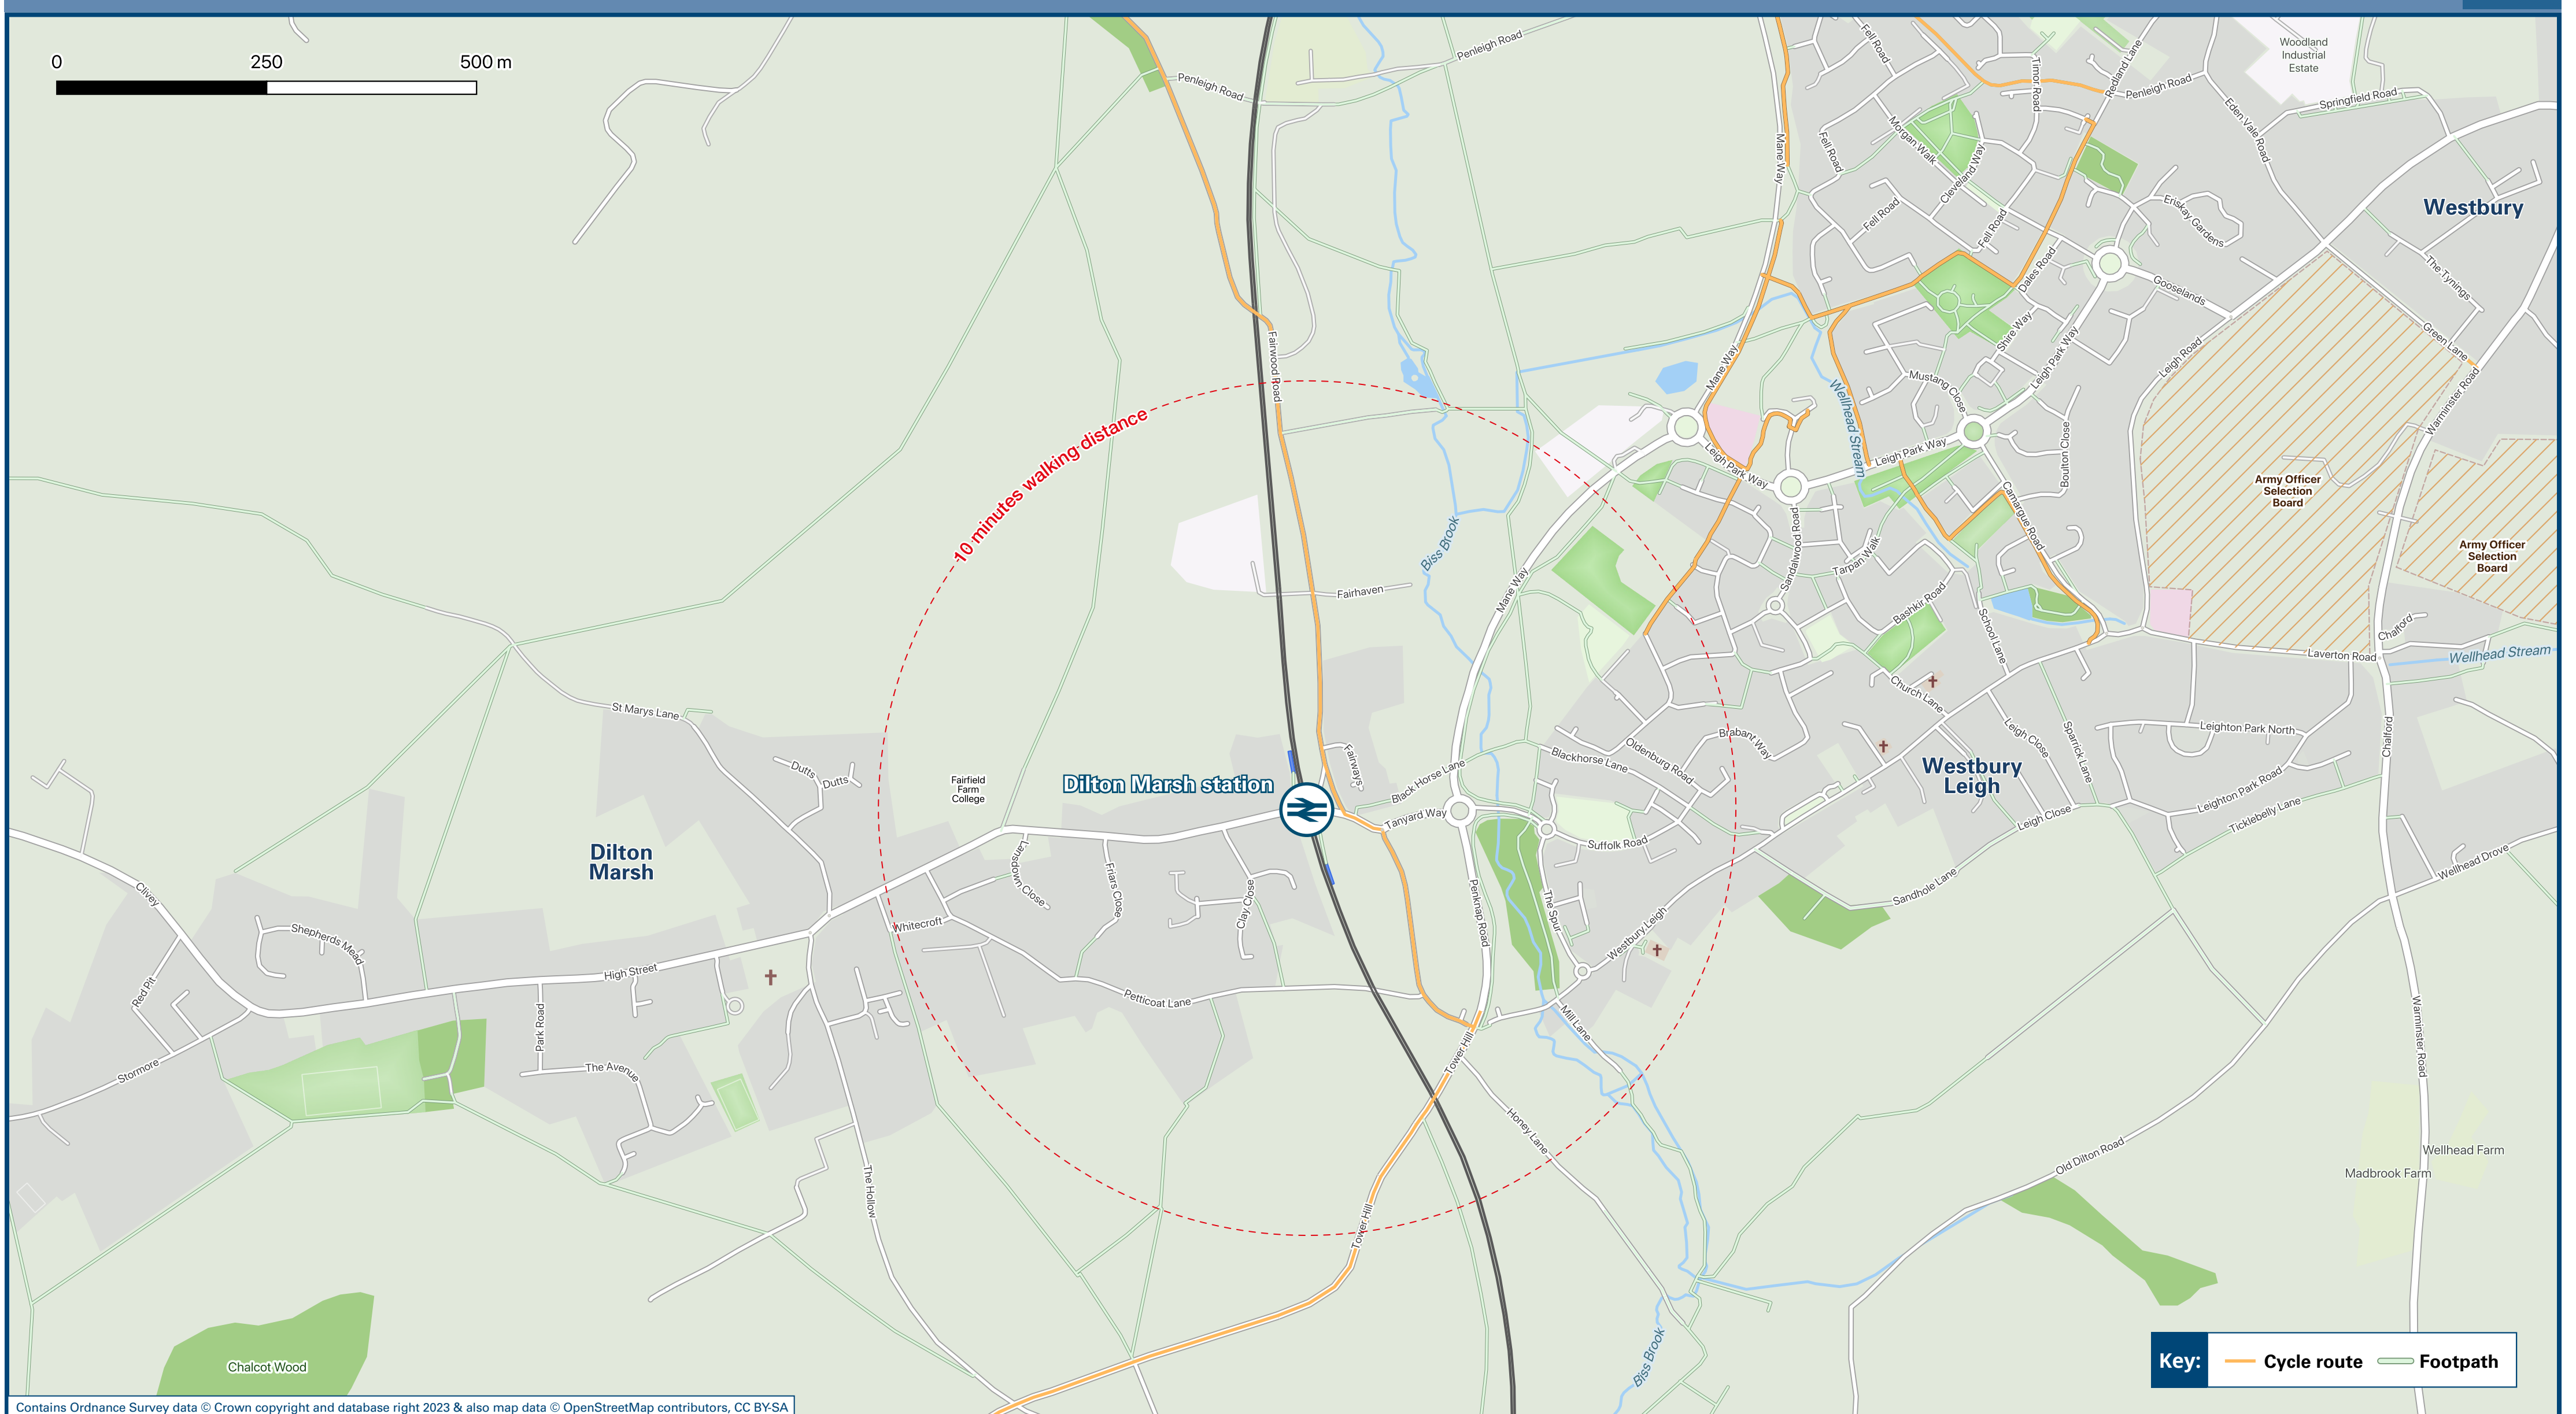 0 250 500 m
Penleigh Road
Penleigh Road
Fell Road
Timor Road
Redland Lane
Penleigh Road
Woodland
Industrial
Estate
Springfield Road
Eden Vale Road
Mane Way
Fell Road
Morgan Walk
Cleveland Way
Fell Road
Fell Road
Eriskay Gardens
Westbury
Dales Road
Gooselands
The Tynings
Green Lane
Shire Way
Leigh Park Way
Leigh Road
Warminster Road
Fairwood Road
Mane Way
Mustang Close
Wellhead Stream
10 minutes walking distance
Leigh Park Way
Leigh Park Way
Boulton Close
Army Officer
Selection
Board
Army Officer
Selection
Board
Camargue Road
Sandalwood Road
Tarpan Walk
Biss Brook
Mane Way
Fairhaven
Bashkir Road
School Lane
Chalford
Laverton Road
Wellhead Stream
St Marys Lane
Church Lane
Leighton Park North
Chalford
Leigh Close
Sparrick Lane
Brabant Way
Oldenburg Road
Blackhorse Lane
Black Horse Lane
Fairways
Westbury
Leigh
Leighton Park Road
Ticklebelly Lane
Leigh Close
Dutts
Dutts
Fairfield
Farm
College
Dilton Marsh station
Tanyard Way
Suffolk Road
Dilton
Marsh
Lansdown Close
Friars Close
Clay Close
Penknap Road
The Spur
Westbury Leigh
Sandhole Lane
Wellhead Drove
Clivey
Whitecroft
Shepherds Mead
High Street
Red Pit
Petticoat Lane
Park Road
Mill Lane
Tower Hill
Warminster Road
Stormore
The Avenue
Honey Lane
Old Dilton Road
Wellhead Farm
Madbrook Farm
The Hollow
Tower Hill
Biss Brook
Chalcot Wood
Key: Cycle route Footpath
Contains Ordnance Survey data © Crown copyright and database right 2023 & also map data © OpenStreetMap contributors, CC BY-SA